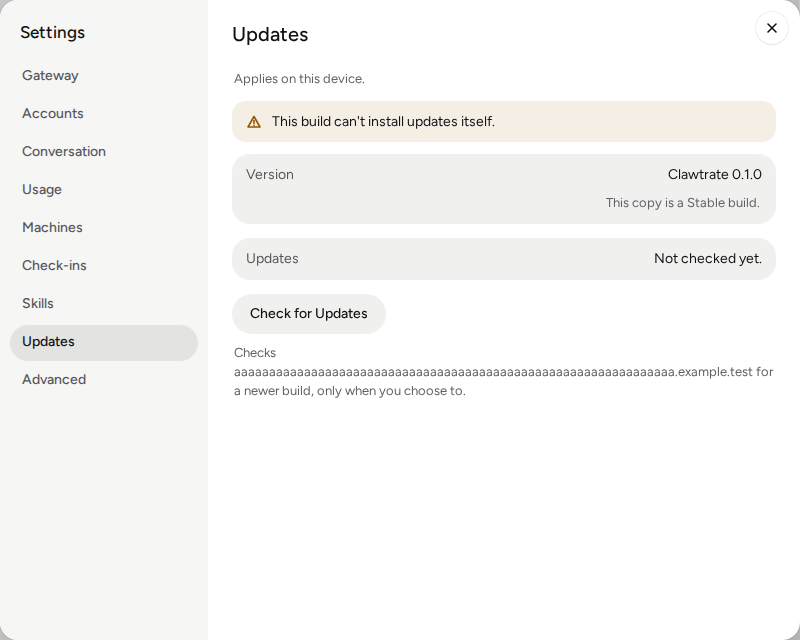 Settings
Gateway
Accounts
Conversation
Usage
Machines
Check-ins
Skills
Updates
Advanced
Updates
Applies on this device.
This build can't install updates itself.
Version
Clawtrate 0.1.0
This copy is a Stable build.
Updates
Not checked yet.
Check for Updates
Checks
aaaaaaaaaaaaaaaaaaaaaaaaaaaaaaaaaaaaaaaaaaaaaaaaaaaaaaaaaaaaaaa.example.test for
a newer build, only when you choose to.